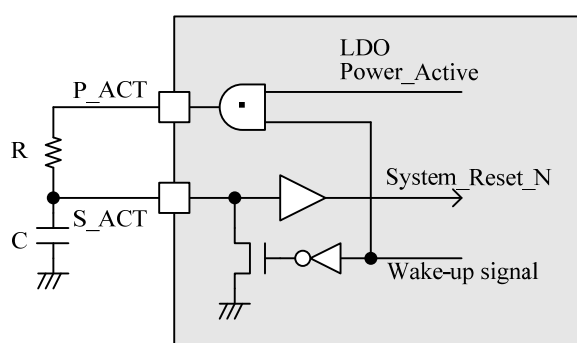 LDO
Power_Active
P_ACT
R
System_Reset_N
S_ACT
C
Wake-up signal